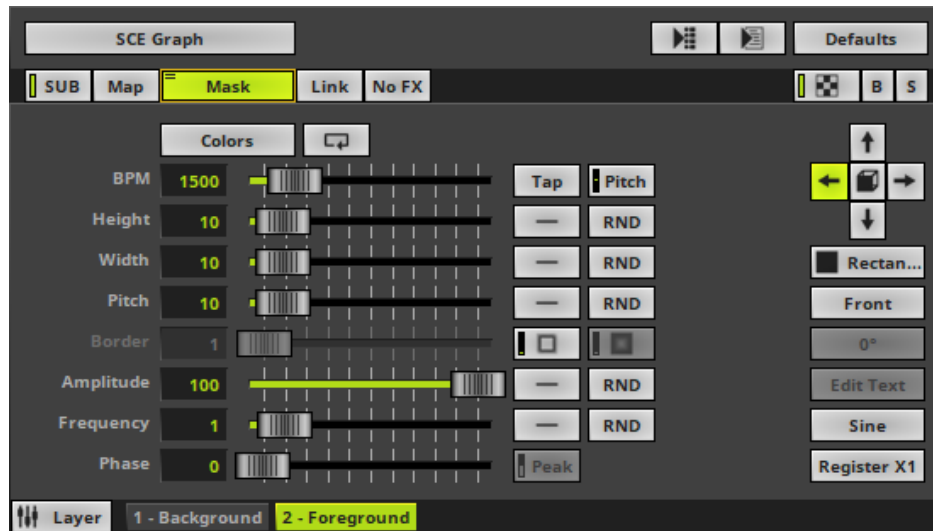 SCE Graph Defaults
SUB Map Mask Link No FX B S
Colors
BPM 1500 Tap Pitch
Height 10 RND
Width 10 RND
Rectan...
Pitch 10 RND
Front
Border 1
0°
Amplitude 100 RND
Edit Text
Frequency 1 RND
Sine
Phase 0 Peak
Register X1
Layer 1 - Background 2 - Foreground